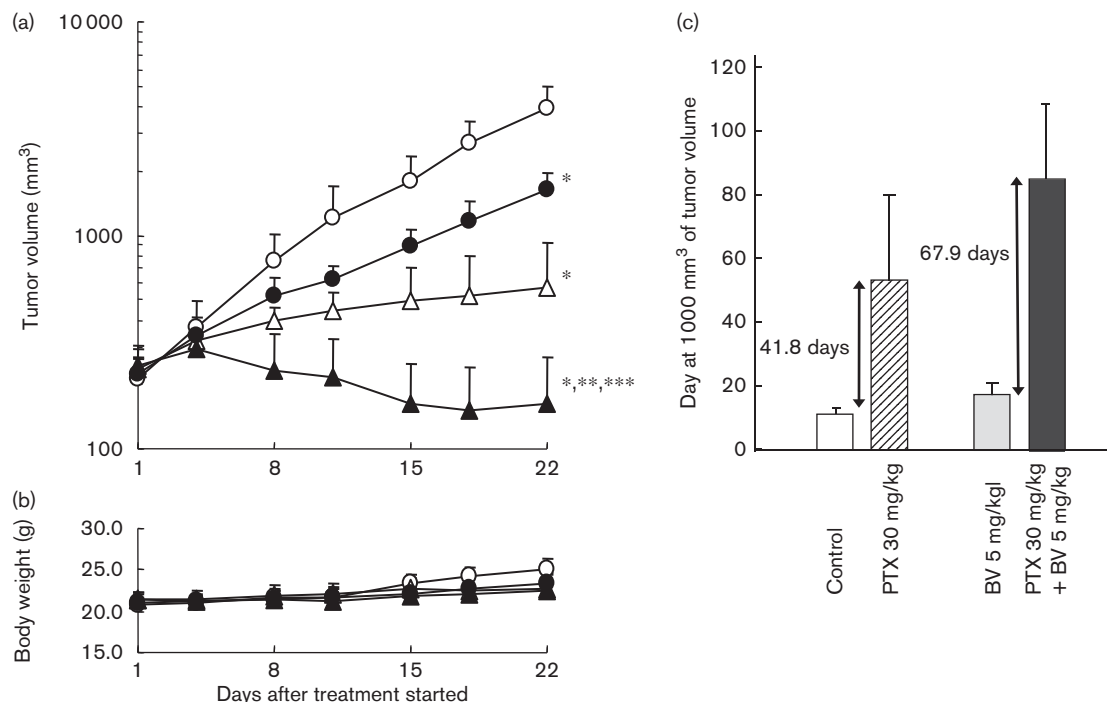 (a)
10 000
1000
100
Tumor volume (mm³)
*
*
*,**,***
1
8
15
22
(b)
30.0
25.0
20.0
15.0
Body weight (g)
1
8
15
22
Days after treatment started
(c)
120
100
80
60
40
20
0
Day at 1000 mm³ of tumor volume
41.8 days
67.9 days
Control
PTX 30 mg/kg
BV 5 mg/kgl
PTX 30 mg/kg
+ BV 5 mg/kg